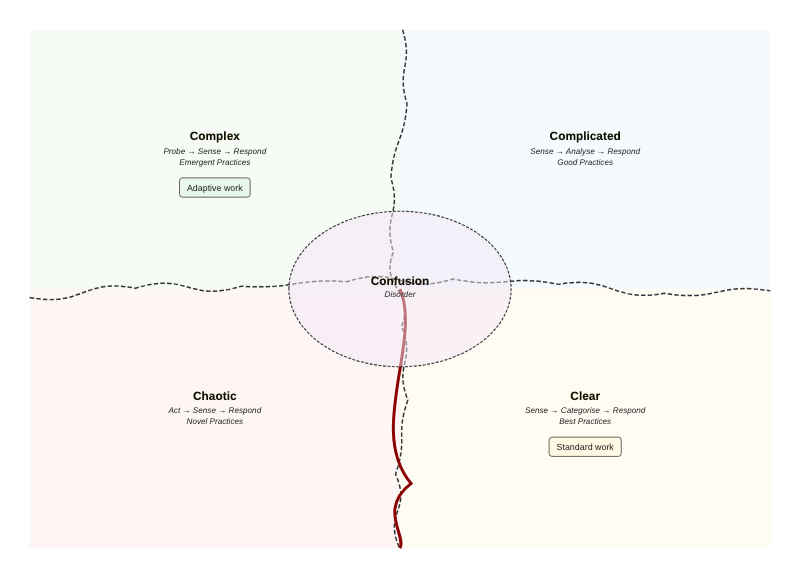 Complex
Probe → Sense → Respond
Emergent Practices
Adaptive work
Complicated
Sense → Analyse → Respond
Good Practices
Confusion
Disorder
Chaotic
Act → Sense → Respond
Novel Practices
Clear
Sense → Categorise → Respond
Best Practices
Standard work